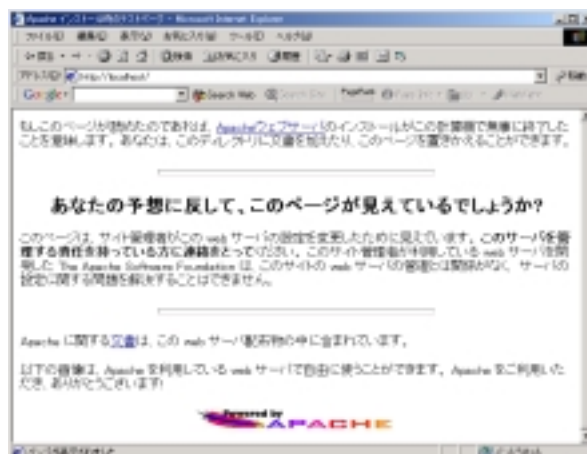 Apache インストール時のテストページ - Microsoft Internet Explorer
http://localhost/
Google
Search Web
もしこのページが読めたのであれば、Apacheウェブサーバのインストールがこの計算機で無事に終了した
ことを意味します。あなたは、このディレクトリに文書を加えたり、このページを置きかえることができます。
あなたの予想に反して、このページが見えているでしょうか?
このページは、サイト管理者がこの web サーバの設定を変更したために見えています。このサーバを管
理する責任を持っている方に連絡をとってください。このサイト管理者が利用している web サーバを開
発した The Apache Software Foundation は、このサイトの web サーバの管理とは関係がなく、サーバの
設定に関する問題を解決することはできません。
Apache に関する文書は、この web サーバ配布物の中に含まれています。
以下の画像は、Apache を利用している web サーバで自由に使うことができます。Apache をご利用いた
だき、ありがとうございます!
Powered by
APACHE
ページが表示されました